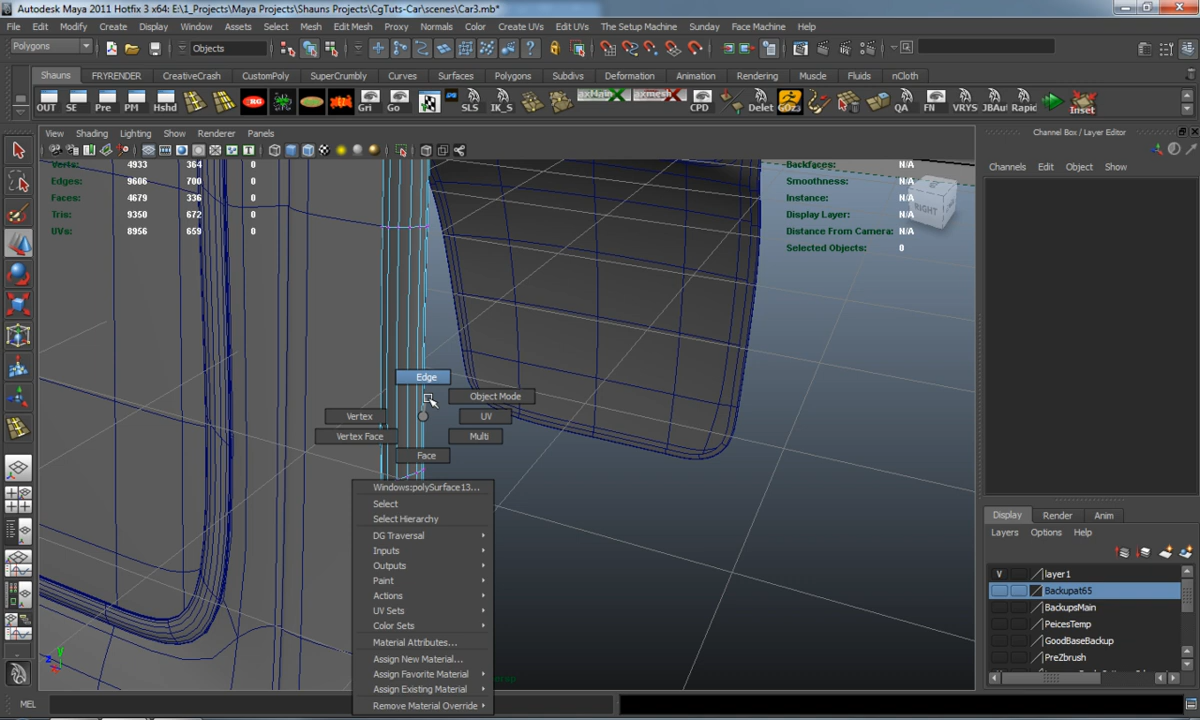 Autodesk Maya 2011 Hotfix 3 x64: E:\1_Projects\Maya Projects\Shauns Projects\CgTuts-Car\scenes\Car3.mb*
File Edit Modify Create Display Window Assets Select Mesh Edit Mesh Proxy Normals Color Create UVs Edit UVs The Setup Machine Sunday Face Machine Help
Polygons Objects
Shauns FRYRENDER CreativeCrash CustomPoly SuperCrumbly Curves Surfaces Polygons Subdivs Deformation Animation Rendering Muscle Fluids nCloth
OUT SE Pre PM Hshd Gri Go SLS IK_S CPD Delet GOz3 QA FN VRYS JBAut Rapic Inset
View Shading Lighting Show Renderer Panels
Channel Box / Layer Editor
Channels Edit Object Show
Verts: 4933 364 0
Edges: 9606 700 0
Faces: 4679 336 0
Tris: 9350 672 0
UVs: 8956 659 0
Backfaces: N/A
Smoothness: N/A
Instance: N/A
Display Layer: N/A
Distance From Camera: N/A
Selected Objects: 0
RIGHT
Edge
Object Mode
Vertex UV
Vertex Face Multi
Face
Windows:polySurface13...
Select
Select Hierarchy
DG Traversal
Inputs
Outputs
Paint
Actions
UV Sets
Color Sets
Material Attributes...
Assign New Material...
Assign Favorite Material
Assign Existing Material
Remove Material Override
Display Render Anim
Layers Options Help
V layer1
Backupat65
BackupsMain
PeicesTemp
GoodBaseBackup
PreZbrush
y
z
x
MEL